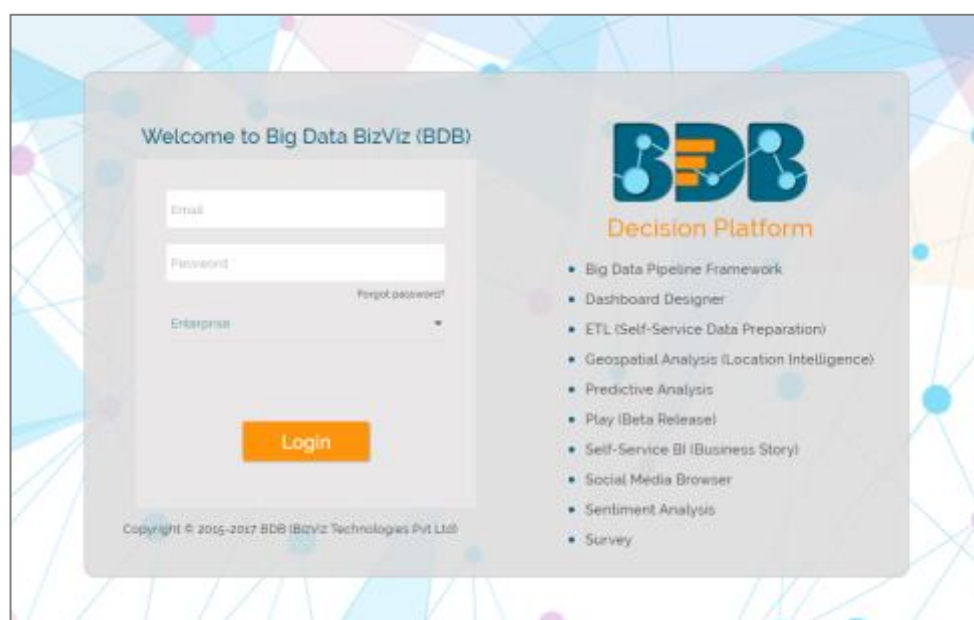 Welcome to Big Data BizViz (BDB)
Email
Password
Forgot password?
Enterprise
Login
Copyright © 2015-2017 BDB (BizViz Technologies Pvt Ltd)
BDB
Decision Platform
• Big Data Pipeline Framework
• Dashboard Designer
• ETL (Self-Service Data Preparation)
• Geospatial Analysis (Location Intelligence)
• Predictive Analysis
• Play (Beta Release)
• Self-Service BI (Business Story)
• Social Media Browser
• Sentiment Analysis
• Survey